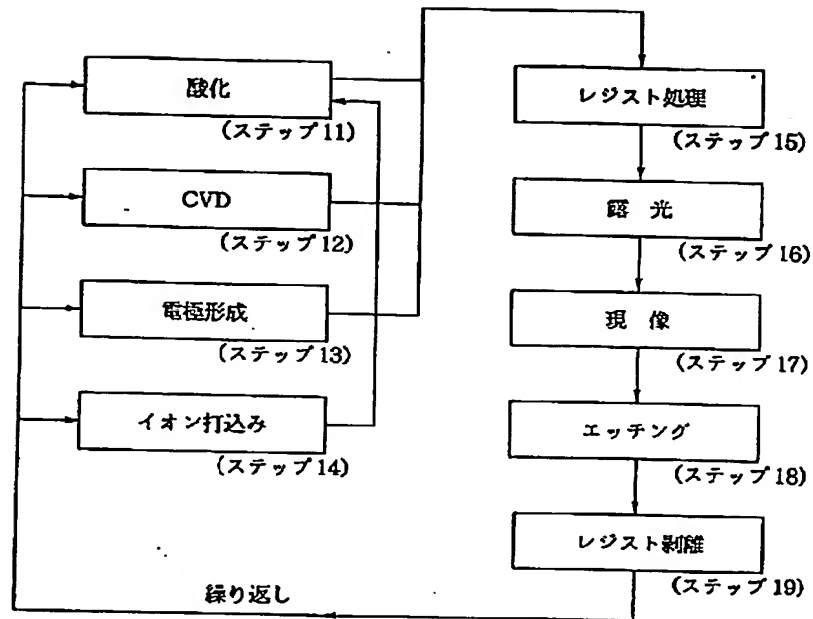 酸化
(ステップ11)
CVD
(ステップ12)
電極形成
(ステップ13)
イオン打込み
(ステップ14)
レジスト処理
(ステップ15)
露 光
(ステップ16)
現 像
(ステップ17)
エッチング
(ステップ18)
レジスト剥離
(ステップ19)
繰り返し